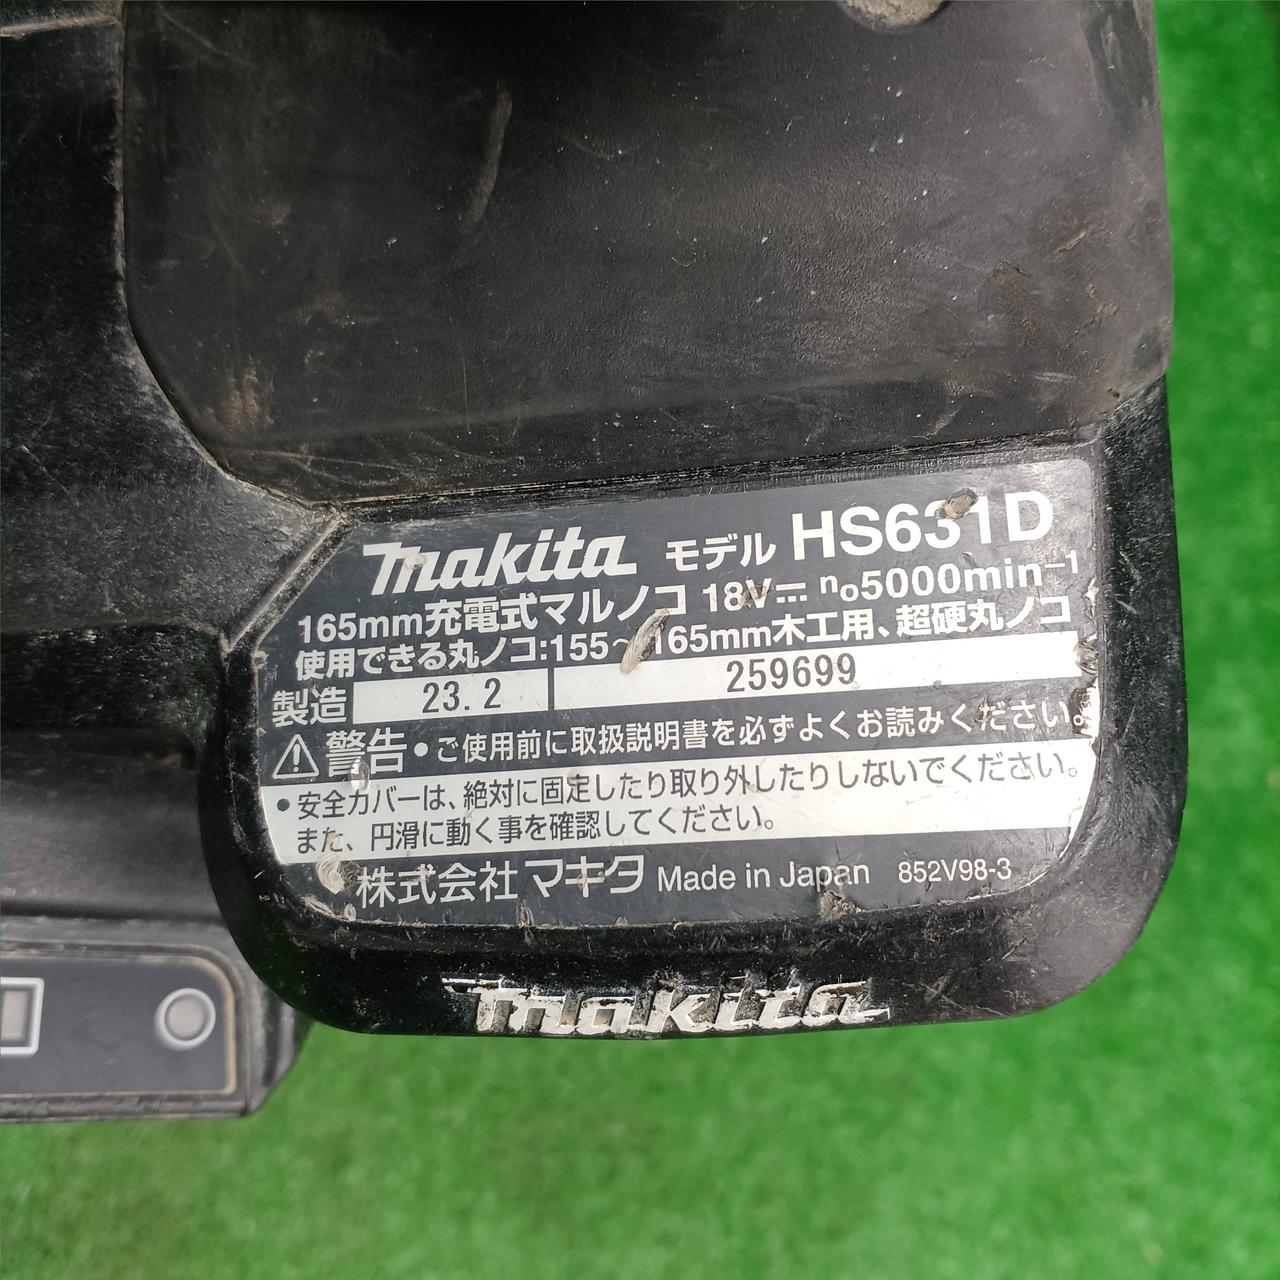 makita モデル HS631D
165mm充電式マルノコ 18V⎓ n₀5000min⁻¹
使用できる丸ノコ:155～165mm木工用、超硬丸ノコ
製造 23.2 259699
⚠警告 •ご使用前に取扱説明書を必ずよくお読みください。
•安全カバーは、絶対に固定したり取り外したりしないでください。
また、円滑に動く事を確認してください。
株式会社マキタ Made in Japan 852V98-3
makita